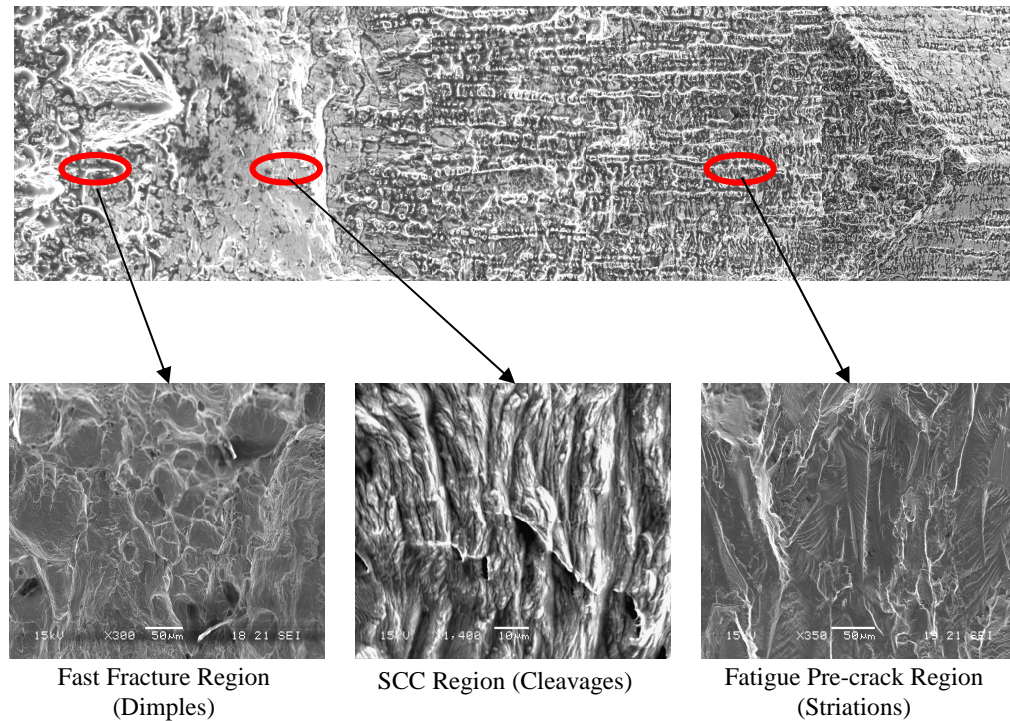 15kV X300 50µm 18 21 SEI
15kV X1,400 10µm
15kV X350 50µm 19 21 SEI
Fast Fracture Region
(Dimples)
SCC Region (Cleavages)
Fatigue Pre-crack Region
(Striations)